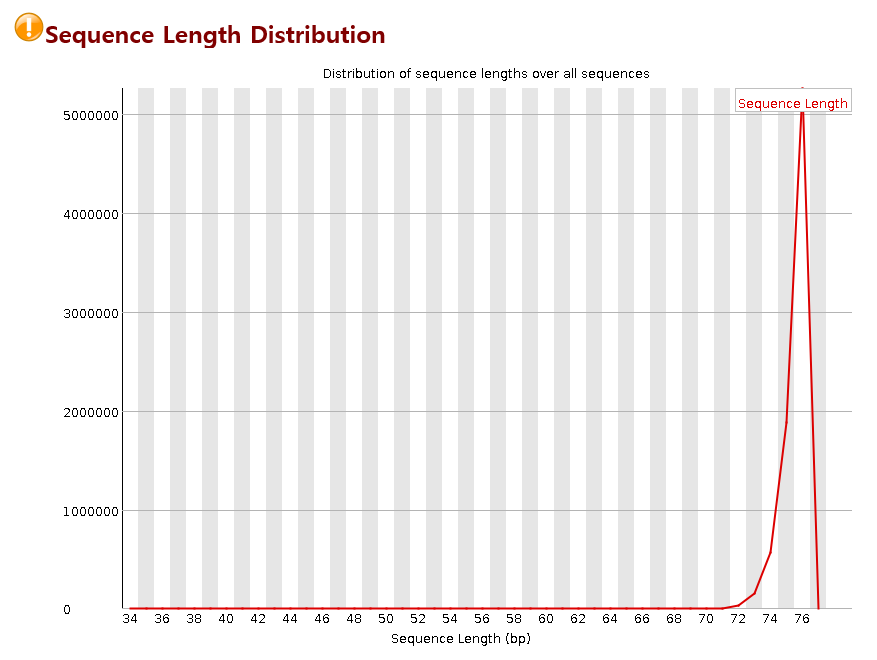 Sequence Length Distribution
Distribution of sequence lengths over all sequences
Sequence Length
5000000
4000000
3000000
2000000
1000000
0
34 36 38 40 42 44 46 48 50 52 54 56 58 60 62 64 66 68 70 72 74 76
Sequence Length (bp)